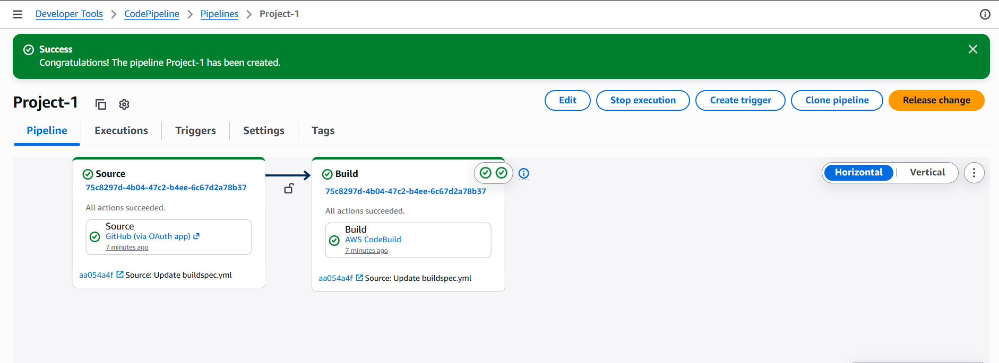 Developer Tools > CodePipeline > Pipelines > Project-1
Success
Congratulations! The pipeline Project-1 has been created.
Project-1
Edit
Stop execution
Create trigger
Clone pipeline
Release change
Pipeline
Executions
Triggers
Settings
Tags
Source
75c8297d-4b04-47c2-b4ee-6c67d2a78b37
All actions succeeded.
Source
GitHub (via OAuth app)
7 minutes ago
aa054a4f Source: Update buildspec.yml
Build
75c8297d-4b04-47c2-b4ee-6c67d2a78b37
All actions succeeded.
Build
AWS CodeBuild
7 minutes ago
aa054a4f Source: Update buildspec.yml
Horizontal
Vertical